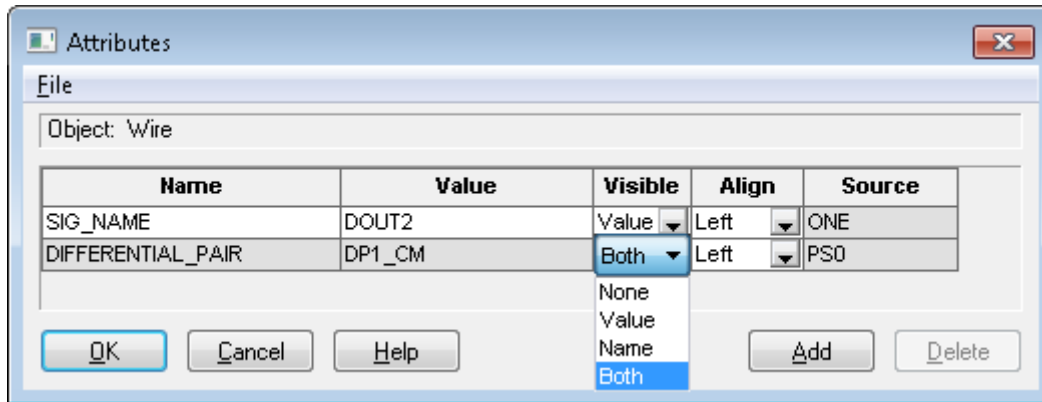 Attributes
File
Object: Wire
Name Value Visible Align Source
SIG_NAME DOUT2 Value Left ONE
DIFFERENTIAL_PAIR DP1_CM Both Left PS0
None
Value
Name
Both
OK Cancel Help Add Delete